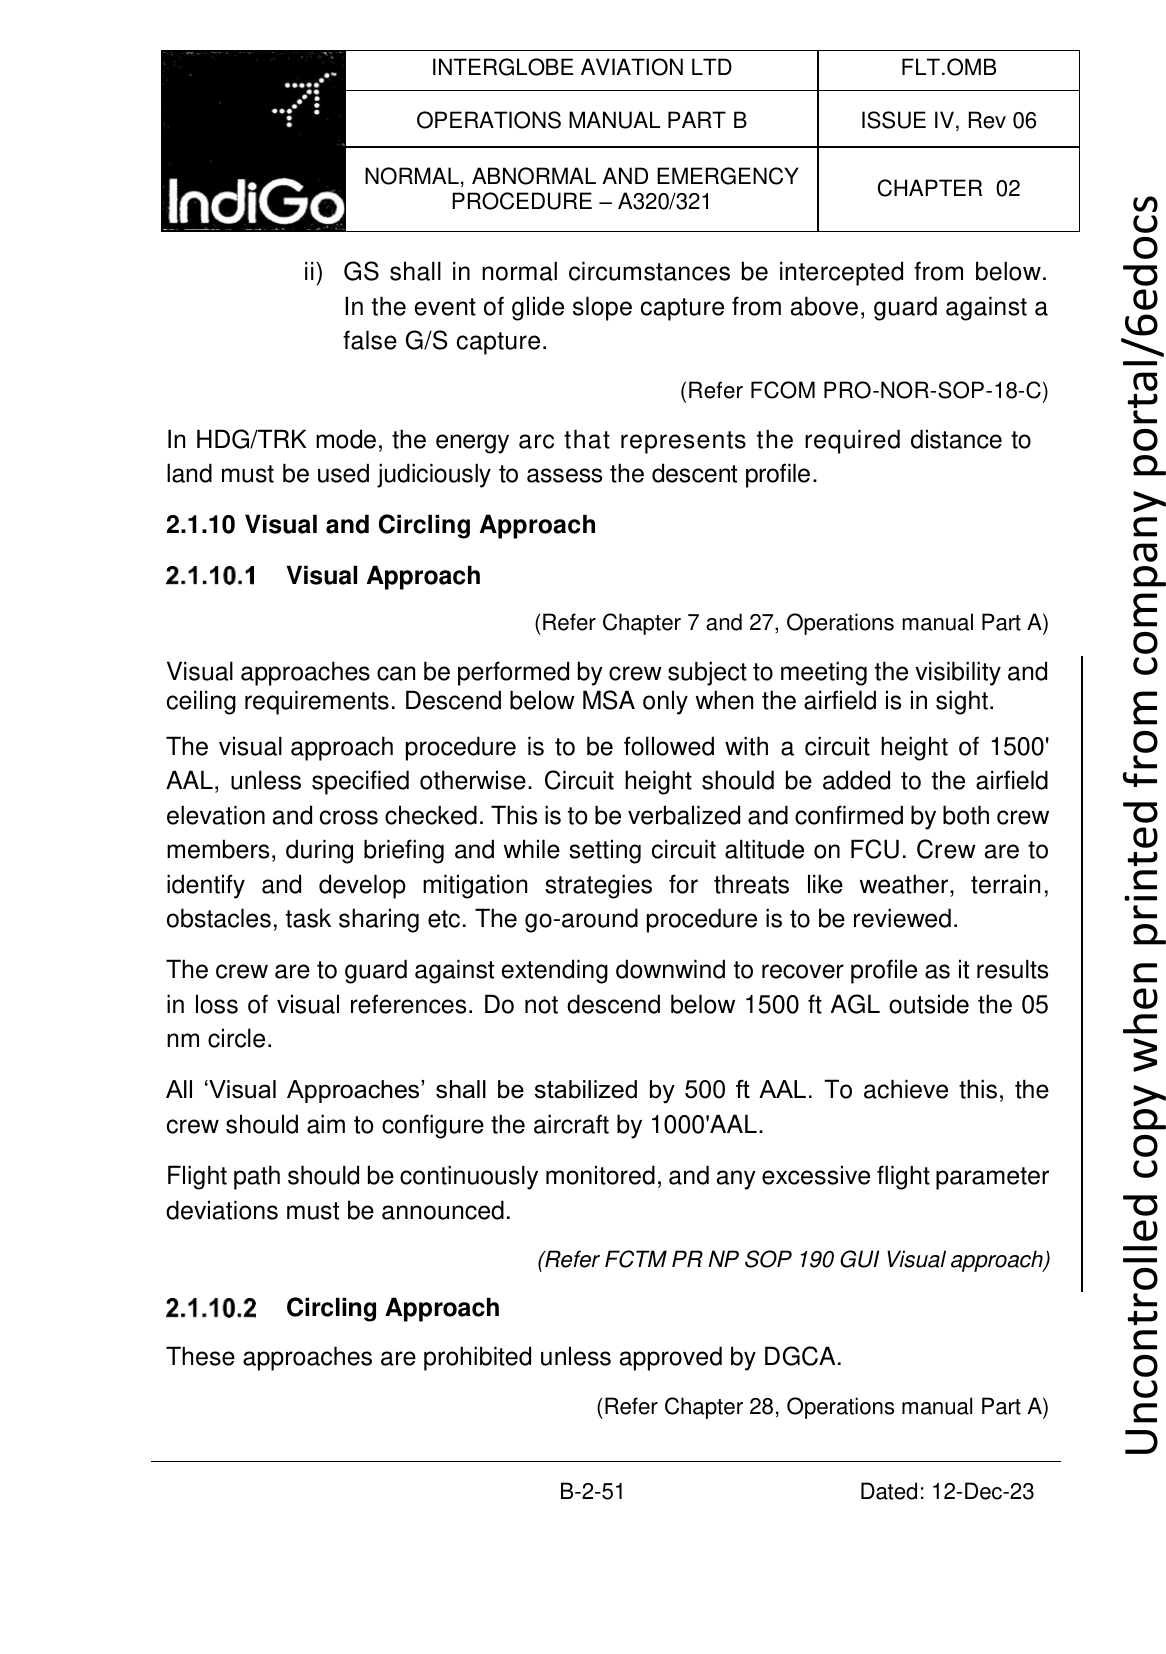 IndiGo
INTERGLOBE AVIATION LTD
FLT.OMB
OPERATIONS MANUAL PART B
ISSUE IV, Rev 06
NORMAL, ABNORMAL AND EMERGENCY
PROCEDURE – A320/321
CHAPTER 02
ii) GS shall in normal circumstances be intercepted from below.
In the event of glide slope capture from above, guard against a
false G/S capture.
(Refer FCOM PRO-NOR-SOP-18-C)
In HDG/TRK mode, the energy arc that represents the required distance to
land must be used judiciously to assess the descent profile.
2.1.10 Visual and Circling Approach
2.1.10.1 Visual Approach
(Refer Chapter 7 and 27, Operations manual Part A)
Visual approaches can be performed by crew subject to meeting the visibility and
ceiling requirements. Descend below MSA only when the airfield is in sight.
The visual approach procedure is to be followed with a circuit height of 1500'
AAL, unless specified otherwise. Circuit height should be added to the airfield
elevation and cross checked. This is to be verbalized and confirmed by both crew
members, during briefing and while setting circuit altitude on FCU. Crew are to
identify and develop mitigation strategies for threats like weather, terrain,
obstacles, task sharing etc. The go-around procedure is to be reviewed.
The crew are to guard against extending downwind to recover profile as it results
in loss of visual references. Do not descend below 1500 ft AGL outside the 05
nm circle.
All ‘Visual Approaches’ shall be stabilized by 500 ft AAL. To achieve this, the
crew should aim to configure the aircraft by 1000'AAL.
Flight path should be continuously monitored, and any excessive flight parameter
deviations must be announced.
(Refer FCTM PR NP SOP 190 GUI Visual approach)
2.1.10.2 Circling Approach
These approaches are prohibited unless approved by DGCA.
(Refer Chapter 28, Operations manual Part A)
B-2-51
Dated: 12-Dec-23
Uncontrolled copy when printed from company portal/6edocs